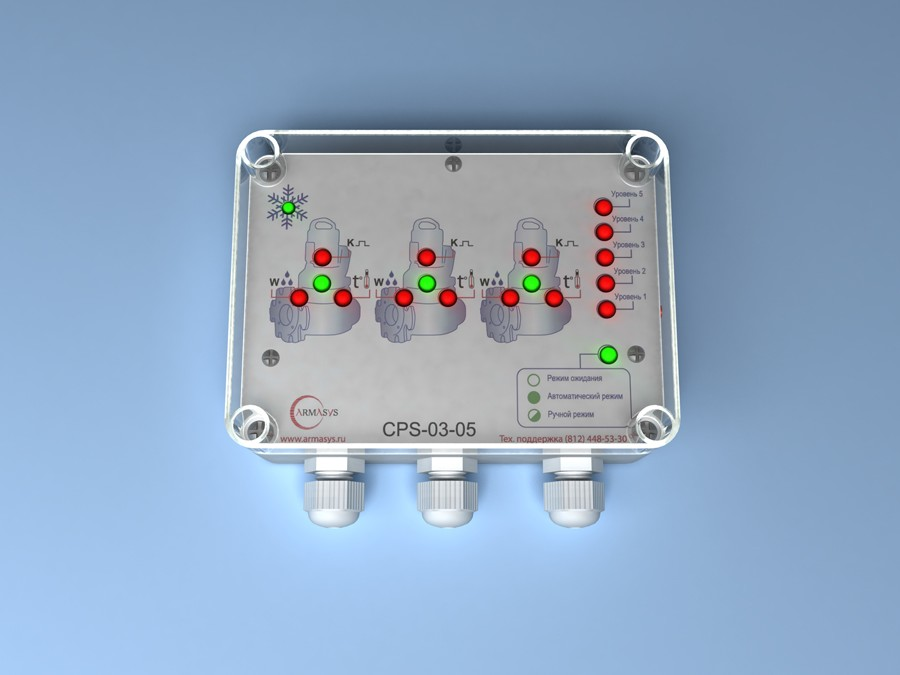 Уровень 5
Уровень 4
Уровень 3
Уровень 2
Уровень 1
K K K
w t° w t° w t°
Режим ожидания
Автоматический режим
Ручной режим
ARMASYS
CPS-03-05
www.armasys.ru
Тех. поддержка (812) 448-53-30